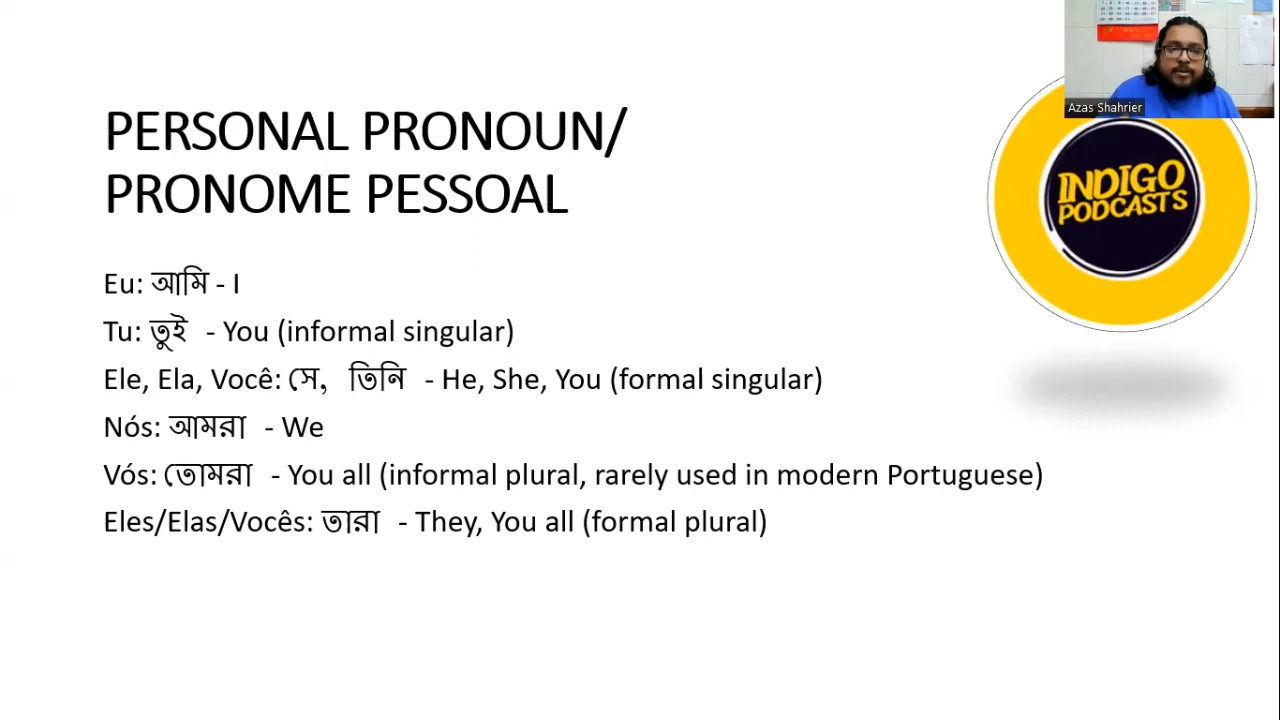 Azas Shahrier
INDIGO
PODCASTS
PERSONAL PRONOUN/
PRONOME PESSOAL
Eu: আমি - I
Tu: তুই - You (informal singular)
Ele, Ela, Você: সে, তিনি - He, She, You (formal singular)
Nós: আমরা - We
Vós: তোমরা - You all (informal plural, rarely used in modern Portuguese)
Eles/Elas/Vocês: তারা - They, You all (formal plural)